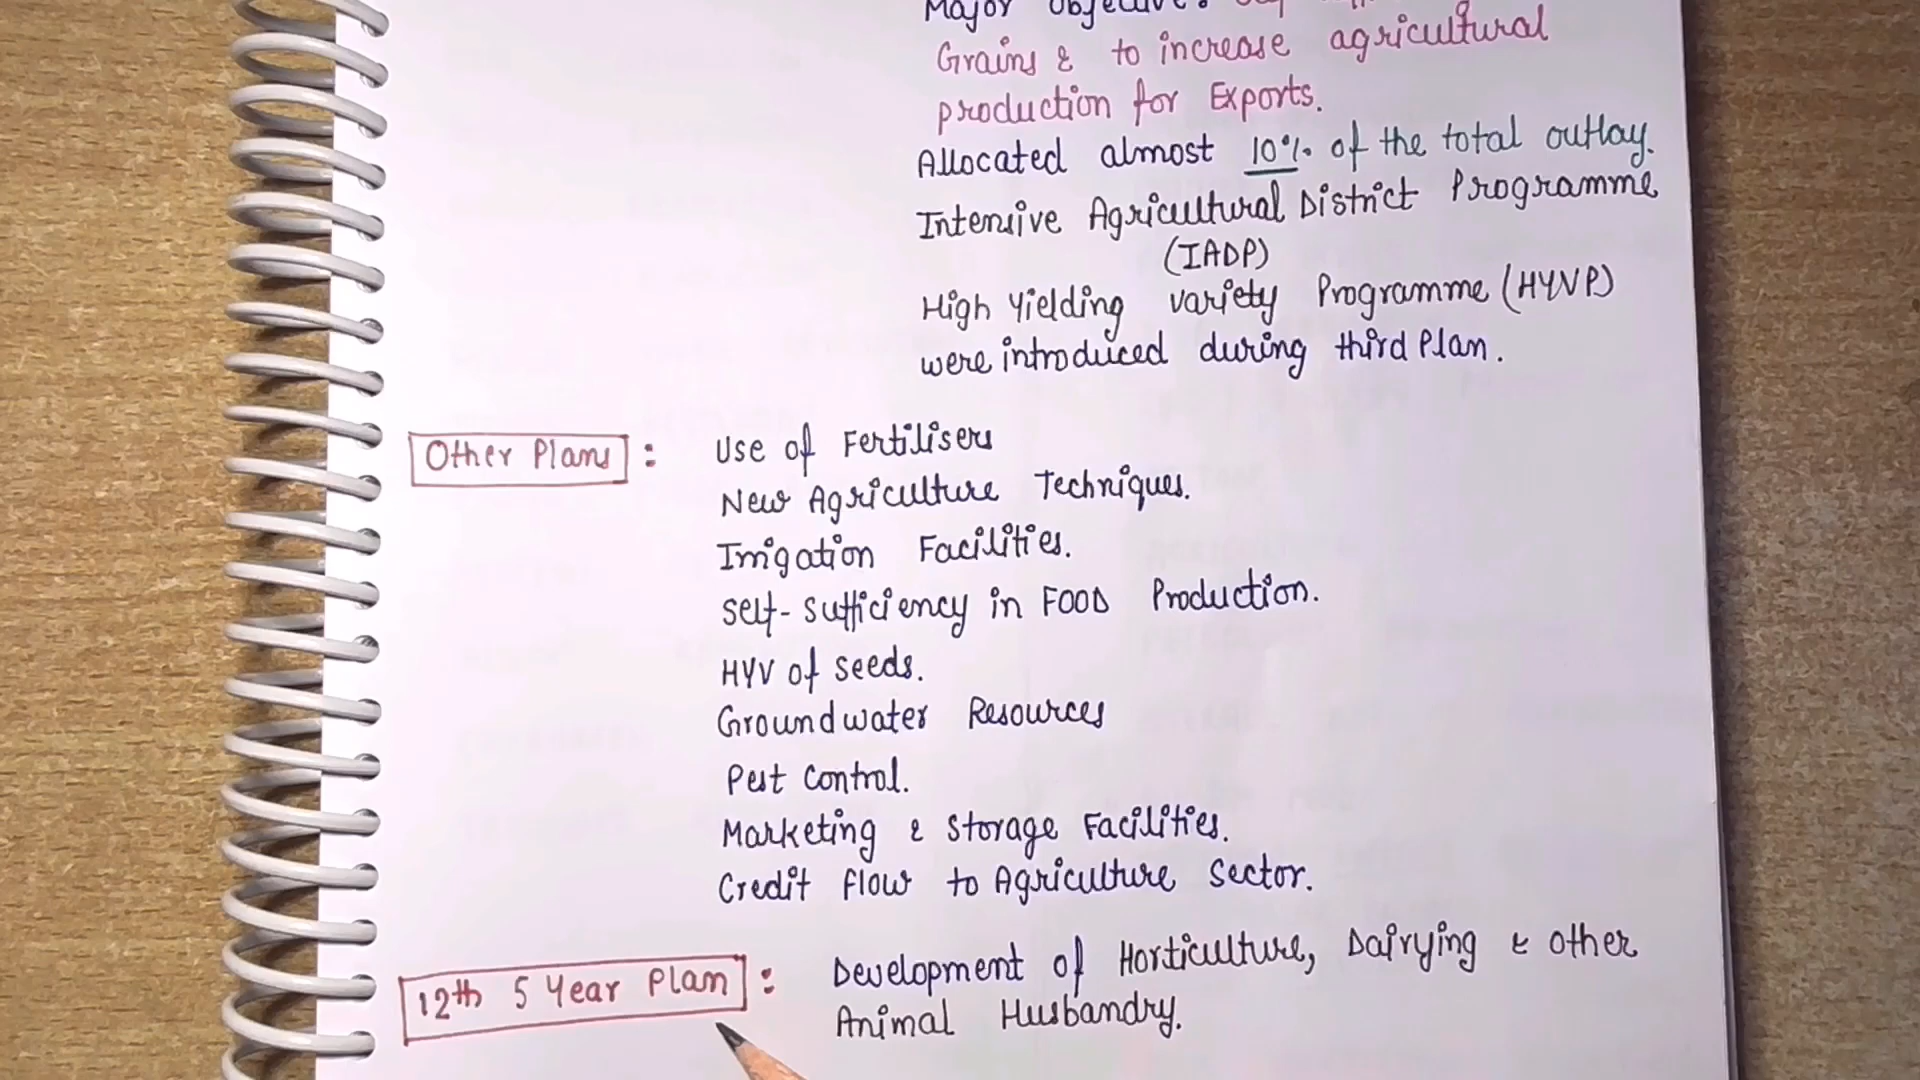 Major Objective:
Grains & to increase agricultural
production for Exports.
Allocated almost 10% of the total outlay.
Intensive Agricultural District Programme
(IADP)
High Yielding variety Programme (HYVP)
were introduced during third Plan.
Other Plans : Use of Fertilisers
New Agriculture Techniques.
Irrigation Facilities.
Self-sufficiency in FOOD Production.
HYV of seeds.
Groundwater Resources
Pest Control.
Marketing & Storage Facilities.
Credit flow to Agriculture Sector.
12th 5 Year Plan : Development of Horticulture, Dairying & other
Animal Husbandry.